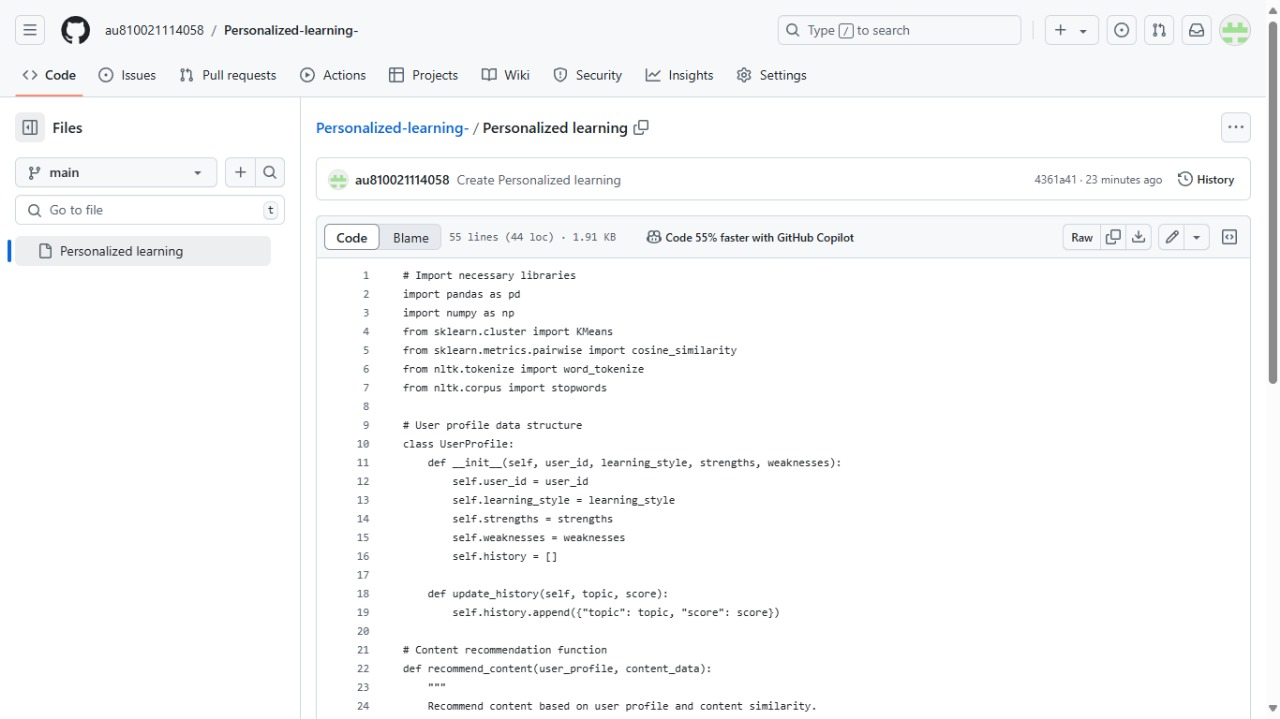 au810021114058 / Personalized-learning-
Type / to search
Code Issues Pull requests Actions Projects Wiki Security Insights Settings
Files
main
Go to file t
Personalized learning
Personalized-learning- / Personalized learning
au810021114058 Create Personalized learning 4361a41 · 23 minutes ago History
Code Blame 55 lines (44 loc) · 1.91 KB Code 55% faster with GitHub Copilot Raw
1 # Import necessary libraries
2 import pandas as pd
3 import numpy as np
4 from sklearn.cluster import KMeans
5 from sklearn.metrics.pairwise import cosine_similarity
6 from nltk.tokenize import word_tokenize
7 from nltk.corpus import stopwords
8
9 # User profile data structure
10 class UserProfile:
11 def __init__(self, user_id, learning_style, strengths, weaknesses):
12 self.user_id = user_id
13 self.learning_style = learning_style
14 self.strengths = strengths
15 self.weaknesses = weaknesses
16 self.history = []
17
18 def update_history(self, topic, score):
19 self.history.append({"topic": topic, "score": score})
20
21 # Content recommendation function
22 def recommend_content(user_profile, content_data):
23 """
24 Recommend content based on user profile and content similarity.